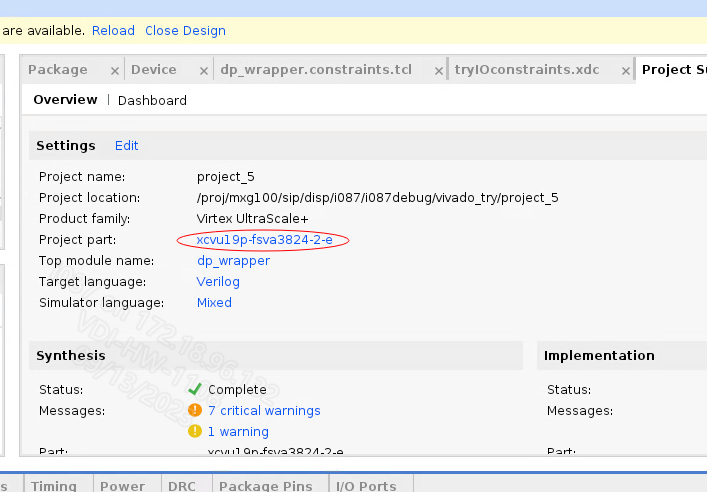 are available. Reload Close Design
Package × Device × dp_wrapper.constraints.tcl × tryIOconstraints.xdc × Project Su
Overview | Dashboard
Settings Edit
Project name: project_5
Project location: /proj/mxg100/sip/disp/i087/i087debug/vivado_try/project_5
Product family: Virtex UltraScale+
Project part: xcvu19p-fsva3824-2-e
Top module name: dp_wrapper
Target language: Verilog
Simulator language: Mixed
Synthesis Implementation
Status: Complete Status:
Messages: 7 critical warnings Messages:
1 warning
Part: xcvu19p-fsva3824-2-e Part:
s Timing Power DRC Package Pins I/O Ports